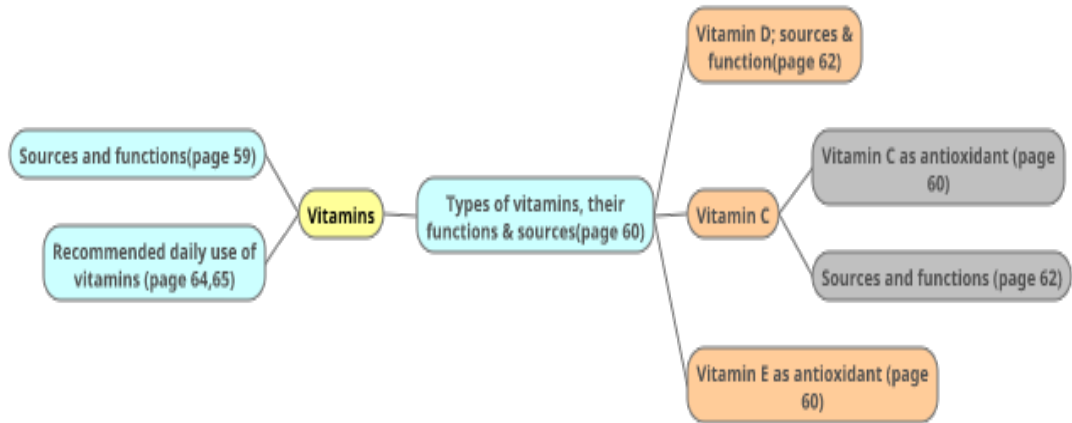 Vitamin D; sources &
function(page 62)
Sources and functions(page 59)
Vitamin C as antioxidant (page
60)
Vitamins
Types of vitamins, their
functions & sources(page 60)
Vitamin C
Recommended daily use of
vitamins (page 64,65)
Sources and functions (page 62)
Vitamin E as antioxidant (page
60)